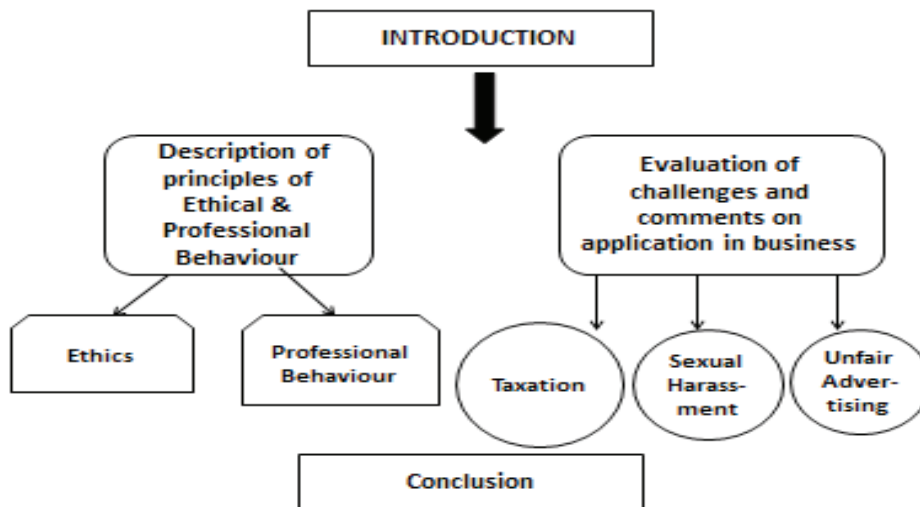 INTRODUCTION
Description of
principles of
Ethical &
Professional
Behaviour
Evaluation of
challenges and
comments on
application in business
Ethics
Professional
Behaviour
Taxation
Sexual
Harass-
ment
Unfair
Adver-
tising
Conclusion